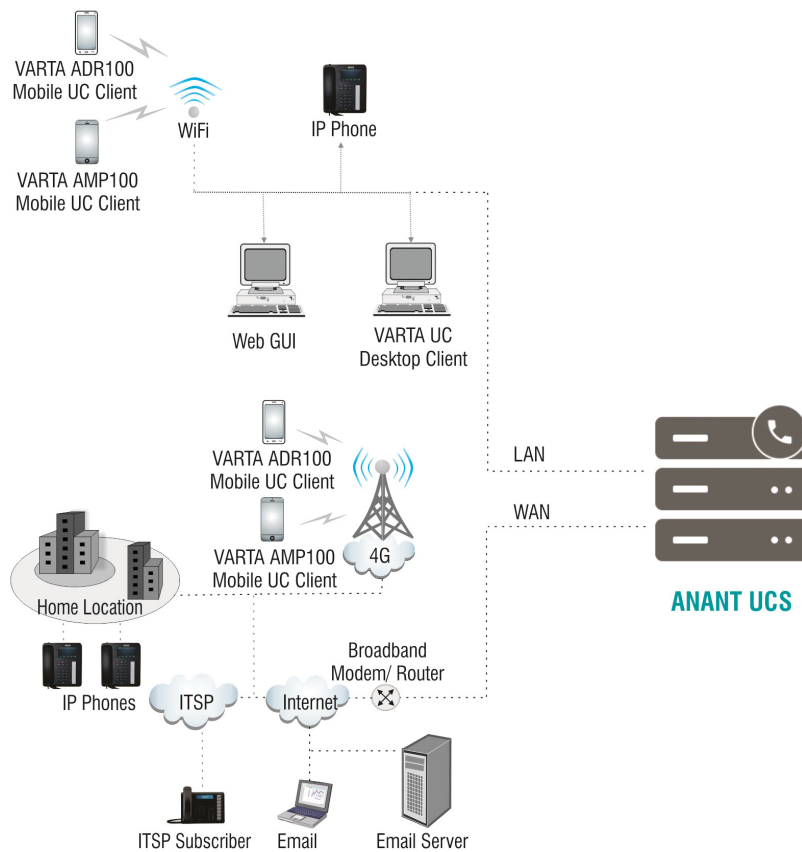 VARTA ADR100
Mobile UC Client
WiFi
IP Phone
VARTA AMP100
Mobile UC Client
Web GUI
VARTA UC
Desktop Client
VARTA ADR100
Mobile UC Client
LAN
WAN
VARTA AMP100
Mobile UC Client
4G
ANANT UCS
Home Location
Broadband
Modem/ Router
IP Phones
ITSP
Internet
ITSP Subscriber
Email
Email Server